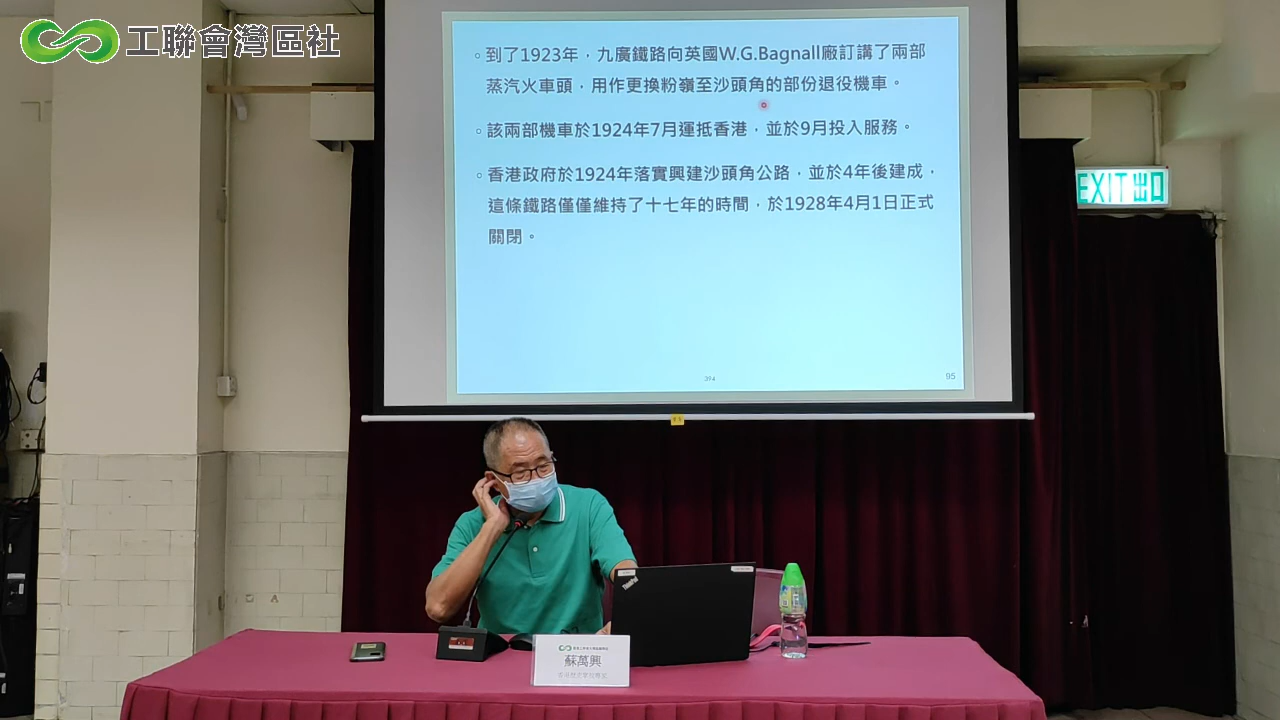 工聯會灣區社
到了1923年，九廣鐵路向英國W.G.Bagnall廠訂講了兩部
蒸汽火車頭，用作更換粉嶺至沙頭角的部份退役機車。
該兩部機車於1924年7月運抵香港，並於9月投入服務。
香港政府於1924年落實興建沙頭角公路，並於4年後建成，
這條鐵路僅僅維持了十七年的時間，於1928年4月1日正式
關閉。
394
95
EXIT 出口
ThinkPad
蘇萬興